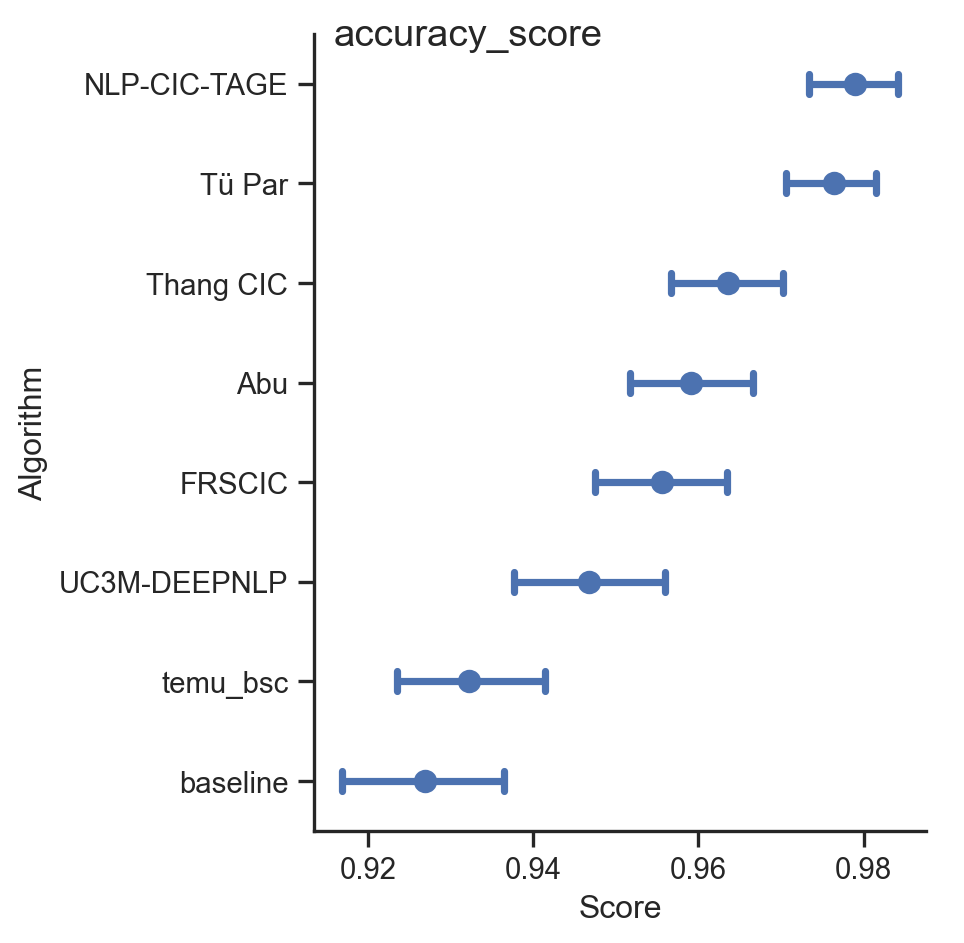 accuracy_score
NLP-CIC-TAGE
Tü Par
Thang CIC
Abu
FRSCIC
UC3M-DEEPNLP
temu_bsc
baseline
Algorithm
0.92 0.94 0.96 0.98
Score